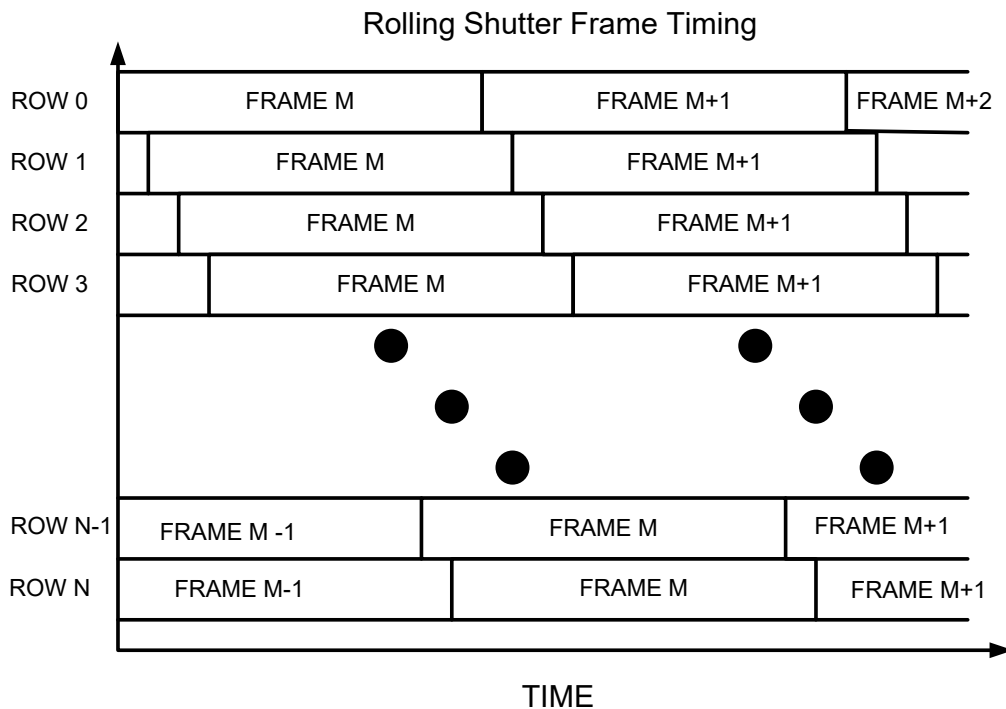 Rolling Shutter Frame Timing
ROW 0 FRAME M FRAME M+1 FRAME M+2
ROW 1 FRAME M FRAME M+1
ROW 2 FRAME M FRAME M+1
ROW 3 FRAME M FRAME M+1
ROW N-1 FRAME M -1 FRAME M FRAME M+1
ROW N FRAME M-1 FRAME M FRAME M+1
TIME